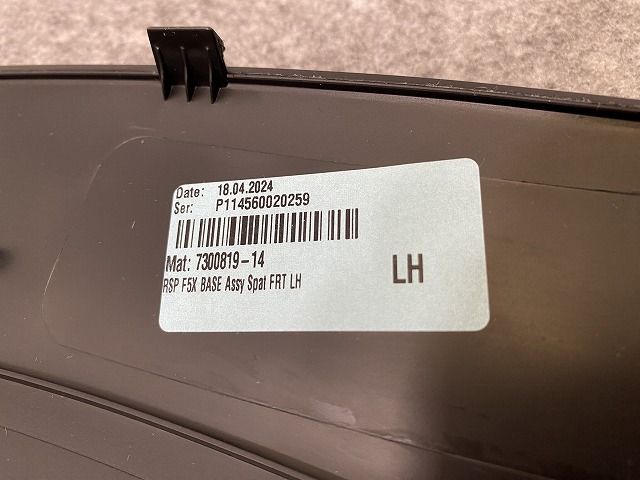 Date: 18.04.2024
Ser: P114560020259
Mat: 7300819-14
RSP F5X BASE Assy Spat FRT LH
LH